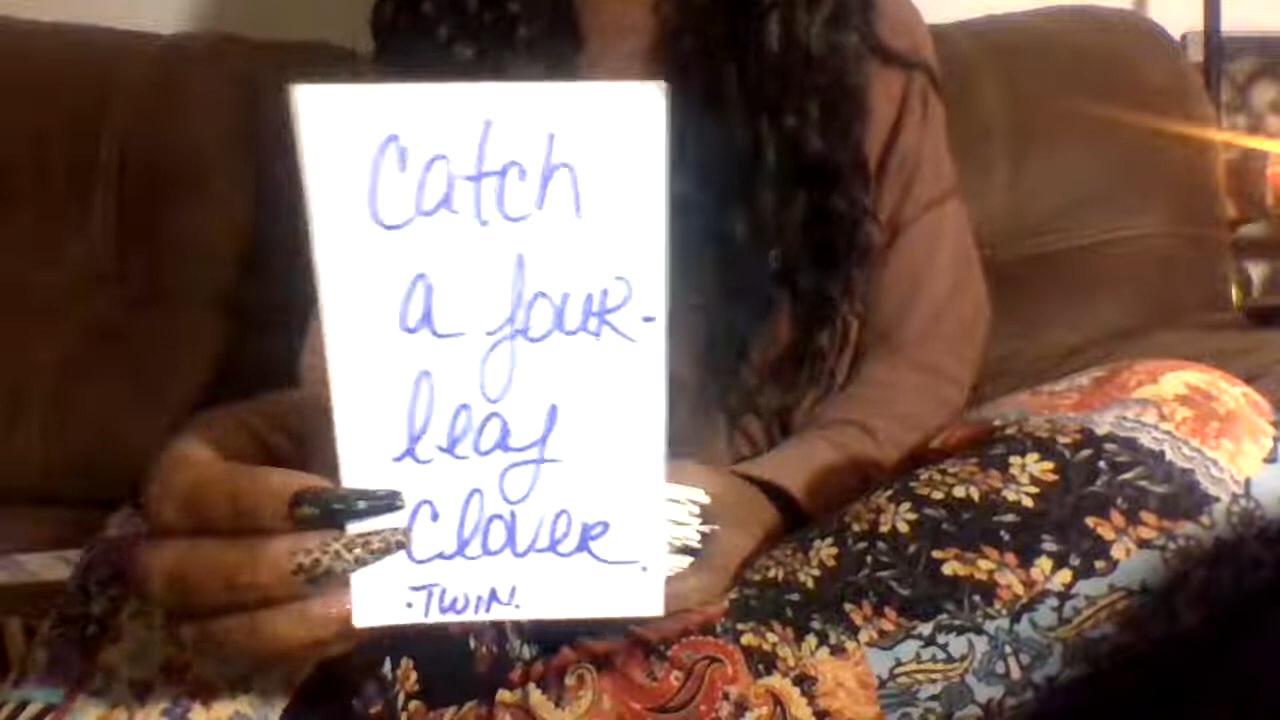 Catch
a four-
leaf
Clover.
·TWIN.